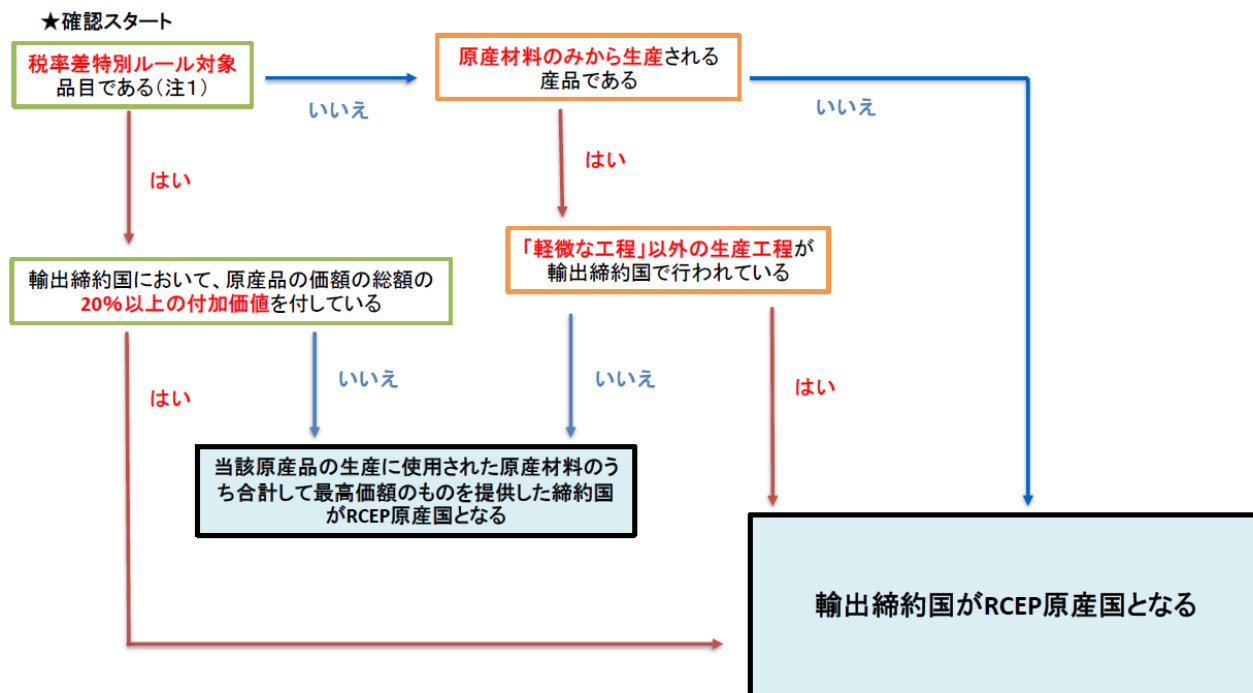 ★確認スタート
税率差特別ルール対象
品目である(注1)
いいえ
原産材料のみから生産される
産品である
いいえ
はい
はい
「軽微な工程」以外の生産工程が
輸出締約国で行われている
輸出締約国において、原産品の価額の総額の
20%以上の付加価値を付している
はい
いいえ
いいえ
はい
当該原産品の生産に使用された原産材料のう
ち合計して最高価額のものを提供した締約国
がRCEP原産国となる
輸出締約国がRCEP原産国となる